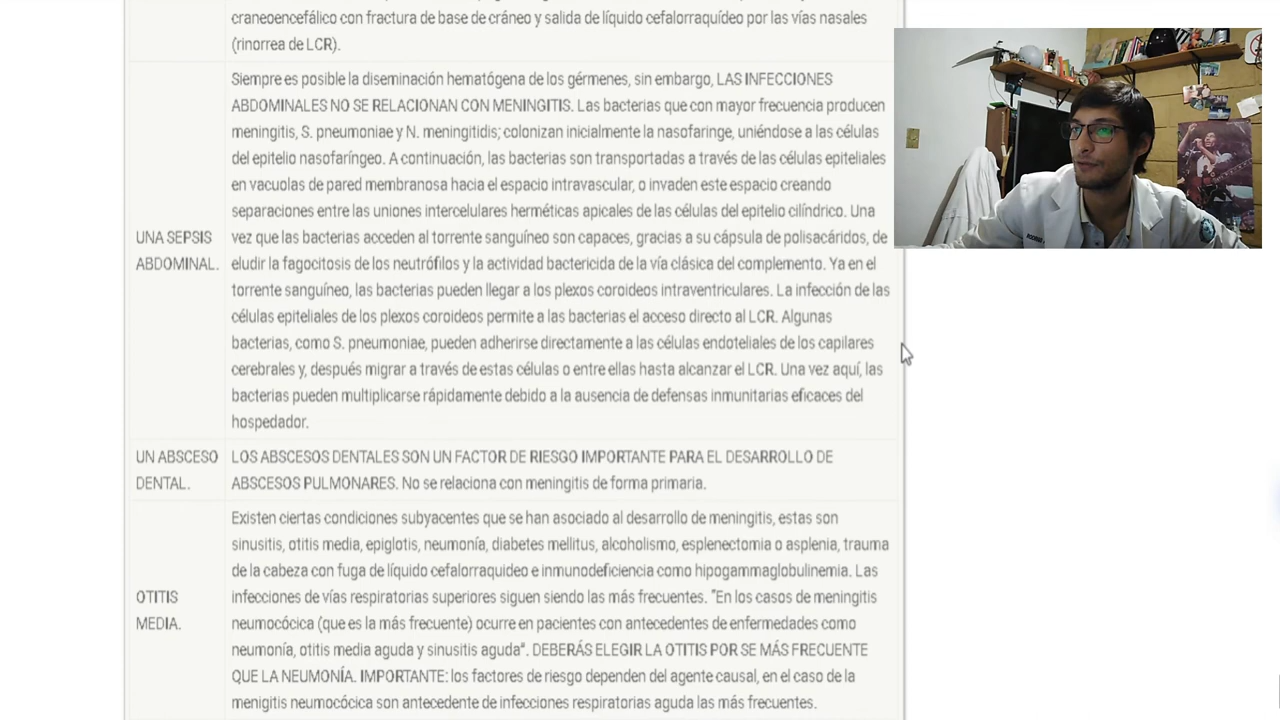 craneoencefálico con fractura de base de cráneo y salida de líquido cefalorraquídeo por las vías nasales
(rinorrea de LCR).
UNA SEPSIS
ABDOMINAL.
Siempre es posible la diseminación hematógena de los gérmenes, sin embargo, LAS INFECCIONES
ABDOMINALES NO SE RELACIONAN CON MENINGITIS. Las bacterias que con mayor frecuencia producen
meningitis, S. pneumoniae y N. meningitidis; colonizan inicialmente la nasofaringe, uniéndose a las células
del epitelio nasofaríngeo. A continuación, las bacterias son transportadas a través de las células epiteliales
en vacuolas de pared membranosa hacia el espacio intravascular, o invaden este espacio creando
separaciones entre las uniones intercelulares herméticas apicales de las células del epitelio cilíndrico. Una
vez que las bacterias acceden al torrente sanguíneo son capaces, gracias a su cápsula de polisacáridos, de
eludir la fagocitosis de los neutrófilos y la actividad bactericida de la vía clásica del complemento. Ya en el
torrente sanguíneo, las bacterias pueden llegar a los plexos coroideos intraventriculares. La infección de las
células epiteliales de los plexos coroideos permite a las bacterias el acceso directo al LCR. Algunas
bacterias, como S. pneumoniae, pueden adherirse directamente a las células endoteliales de los capilares
cerebrales y, después migrar a través de estas células o entre ellas hasta alcanzar el LCR. Una vez aquí, las
bacterias pueden multiplicarse rápidamente debido a la ausencia de defensas inmunitarias eficaces del
hospedador.
UN ABSCESO
DENTAL.
LOS ABSCESOS DENTALES SON UN FACTOR DE RIESGO IMPORTANTE PARA EL DESARROLLO DE
ABSCESOS PULMONARES. No se relaciona con meningitis de forma primaria.
OTITIS
MEDIA.
Existen ciertas condiciones subyacentes que se han asociado al desarrollo de meningitis, estas son
sinusitis, otitis media, epiglotis, neumonía, diabetes mellitus, alcoholismo, esplenectomia o asplenia, trauma
de la cabeza con fuga de líquido cefalorraquideo e inmunodeficiencia como hipogammaglobulinemia. Las
infecciones de vías respiratorias superiores siguen siendo las más frecuentes. "En los casos de meningitis
neumocócica (que es la más frecuente) ocurre en pacientes con antecedentes de enfermedades como
neumonía, otitis media aguda y sinusitis aguda". DEBERÁS ELEGIR LA OTITIS POR SE MÁS FRECUENTE
QUE LA NEUMONÍA. IMPORTANTE: los factores de riesgo dependen del agente causal, en el caso de la
menigitis neumocócica son antecedente de infecciones respiratorias aguda las más frecuentes.